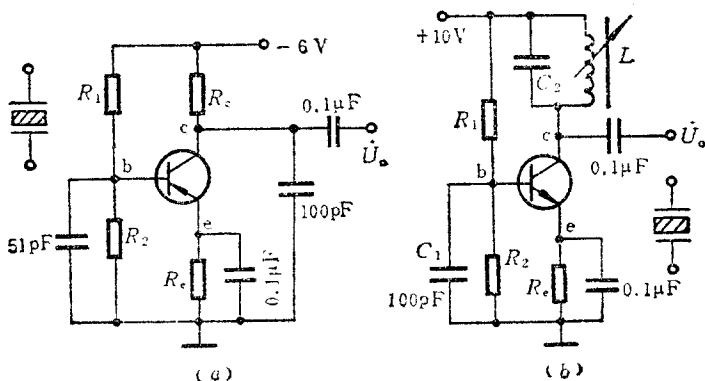 －6V
R₁
Rc
c
0.1μF
U̇o
b
51pF
R₂
100pF
e
Re
0.1μF
(a)
+10V
C₂
L
R₁
c
U̇o
b
0.1μF
C₁
100pF
R₂
e
Re
0.1μF
(b)